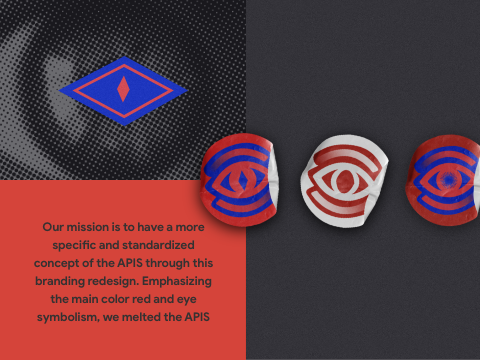 Our mission is to have a more
specific and standardized
concept of the APIS through this
branding redesign. Emphasizing
the main color red and eye
symbolism, we melted the APIS